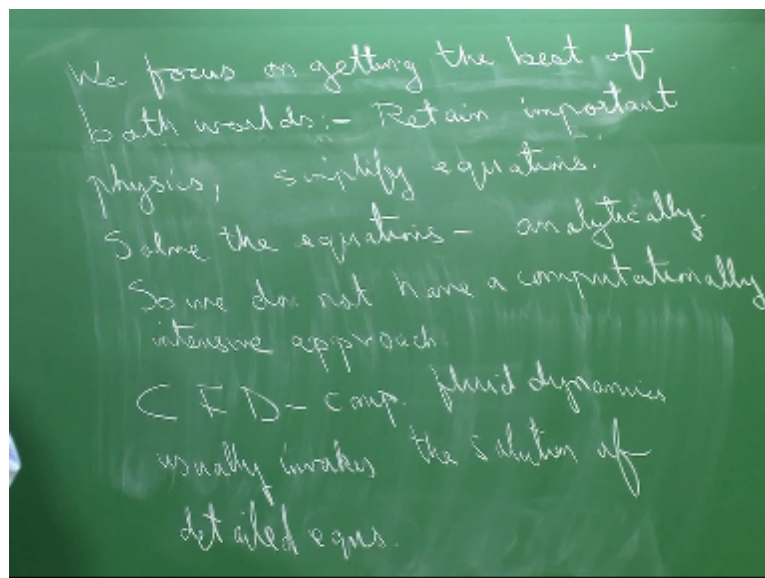 We focus on getting the best of
both worlds:- Retain important
physics, simplify equations.
Solve the equations - analytically.
So we do not have a computationally
intensive approach.
CFD - comp. fluid dynamics
usually invokes the solution of
detailed eqns.